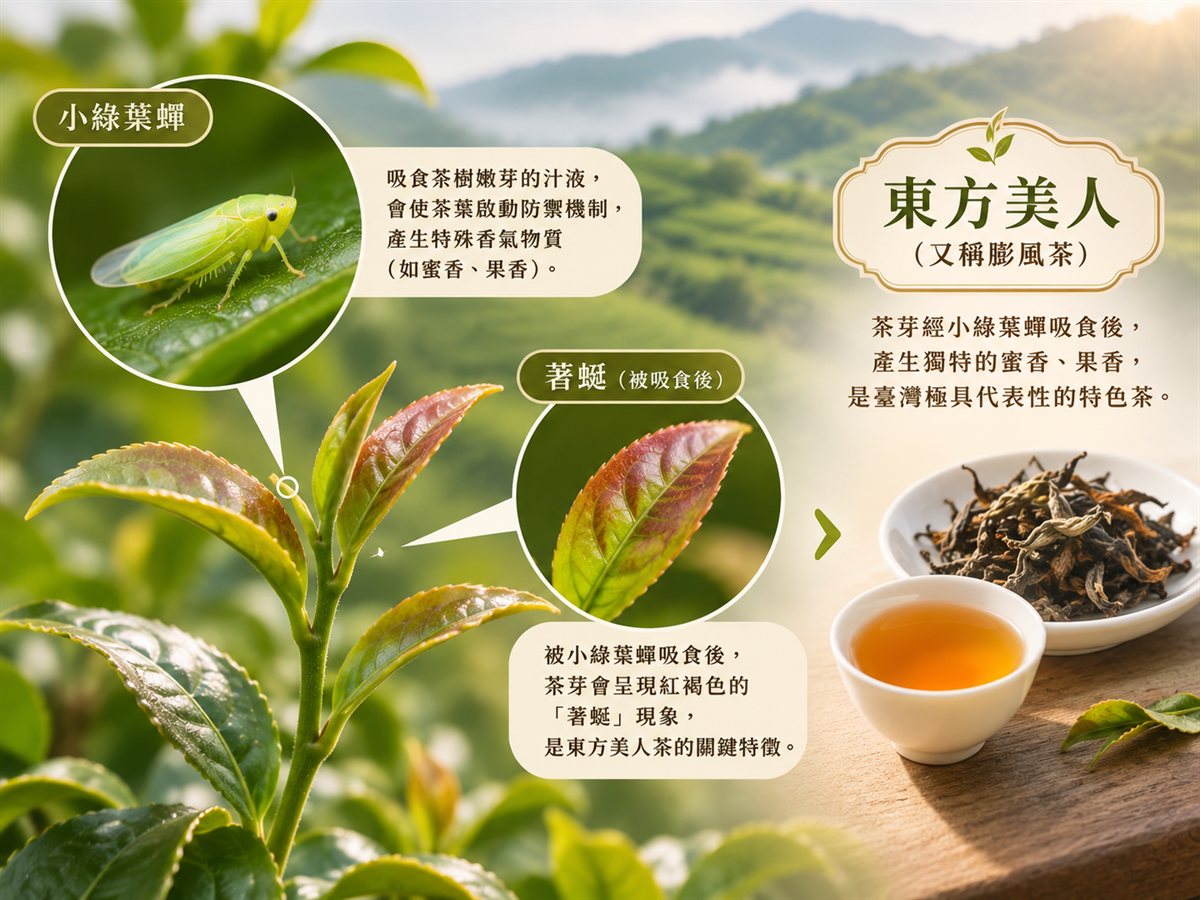 小綠葉蟬
吸食茶樹嫩芽的汁液，
會使茶葉啟動防禦機制，
產生特殊香氣物質
（如蜜香、果香）。
著蜒（被吸食後）
被小綠葉蟬吸食後，
茶芽會呈現紅褐色的
「著蜒」現象，
是東方美人茶的關鍵特徵。
東方美人
（又稱膨風茶）
茶芽經小綠葉蟬吸食後，
產生獨特的蜜香、果香，
是臺灣極具代表性的特色茶。